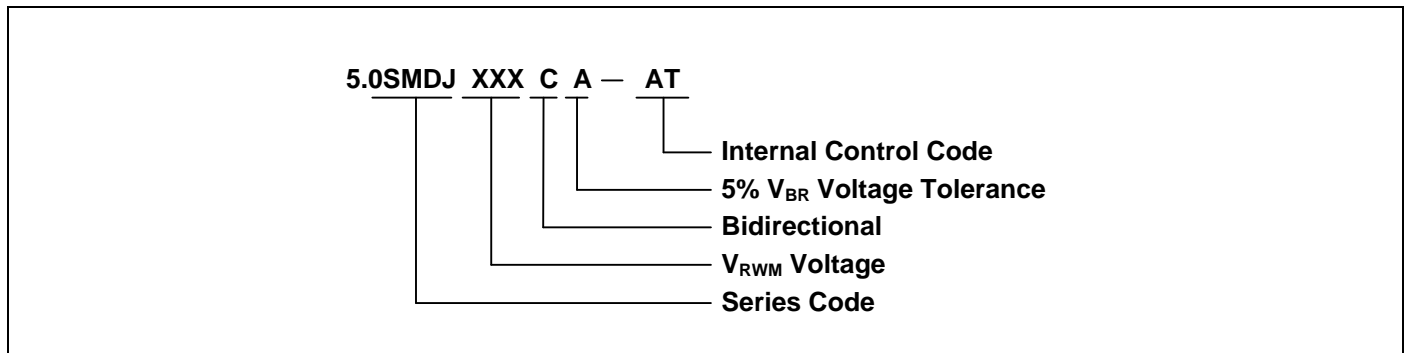 5.0SMDJ XXX C A — AT
Internal Control Code
5% VBR Voltage Tolerance
Bidirectional
VRWM Voltage
Series Code